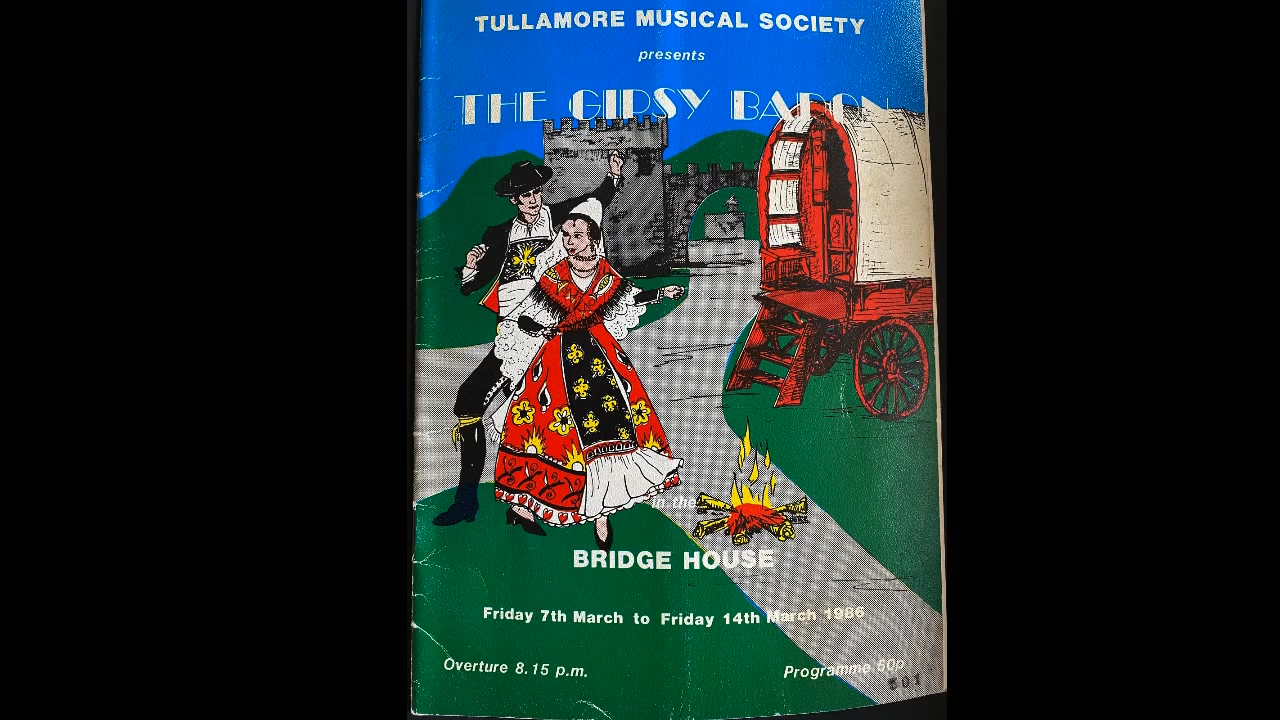 TULLAMORE MUSICAL SOCIETY
presents
THE GIPSY BARON
in the
BRIDGE HOUSE
Friday 7th March to Friday 14th March 1986
Overture 8.15 p.m.
Programme 60p